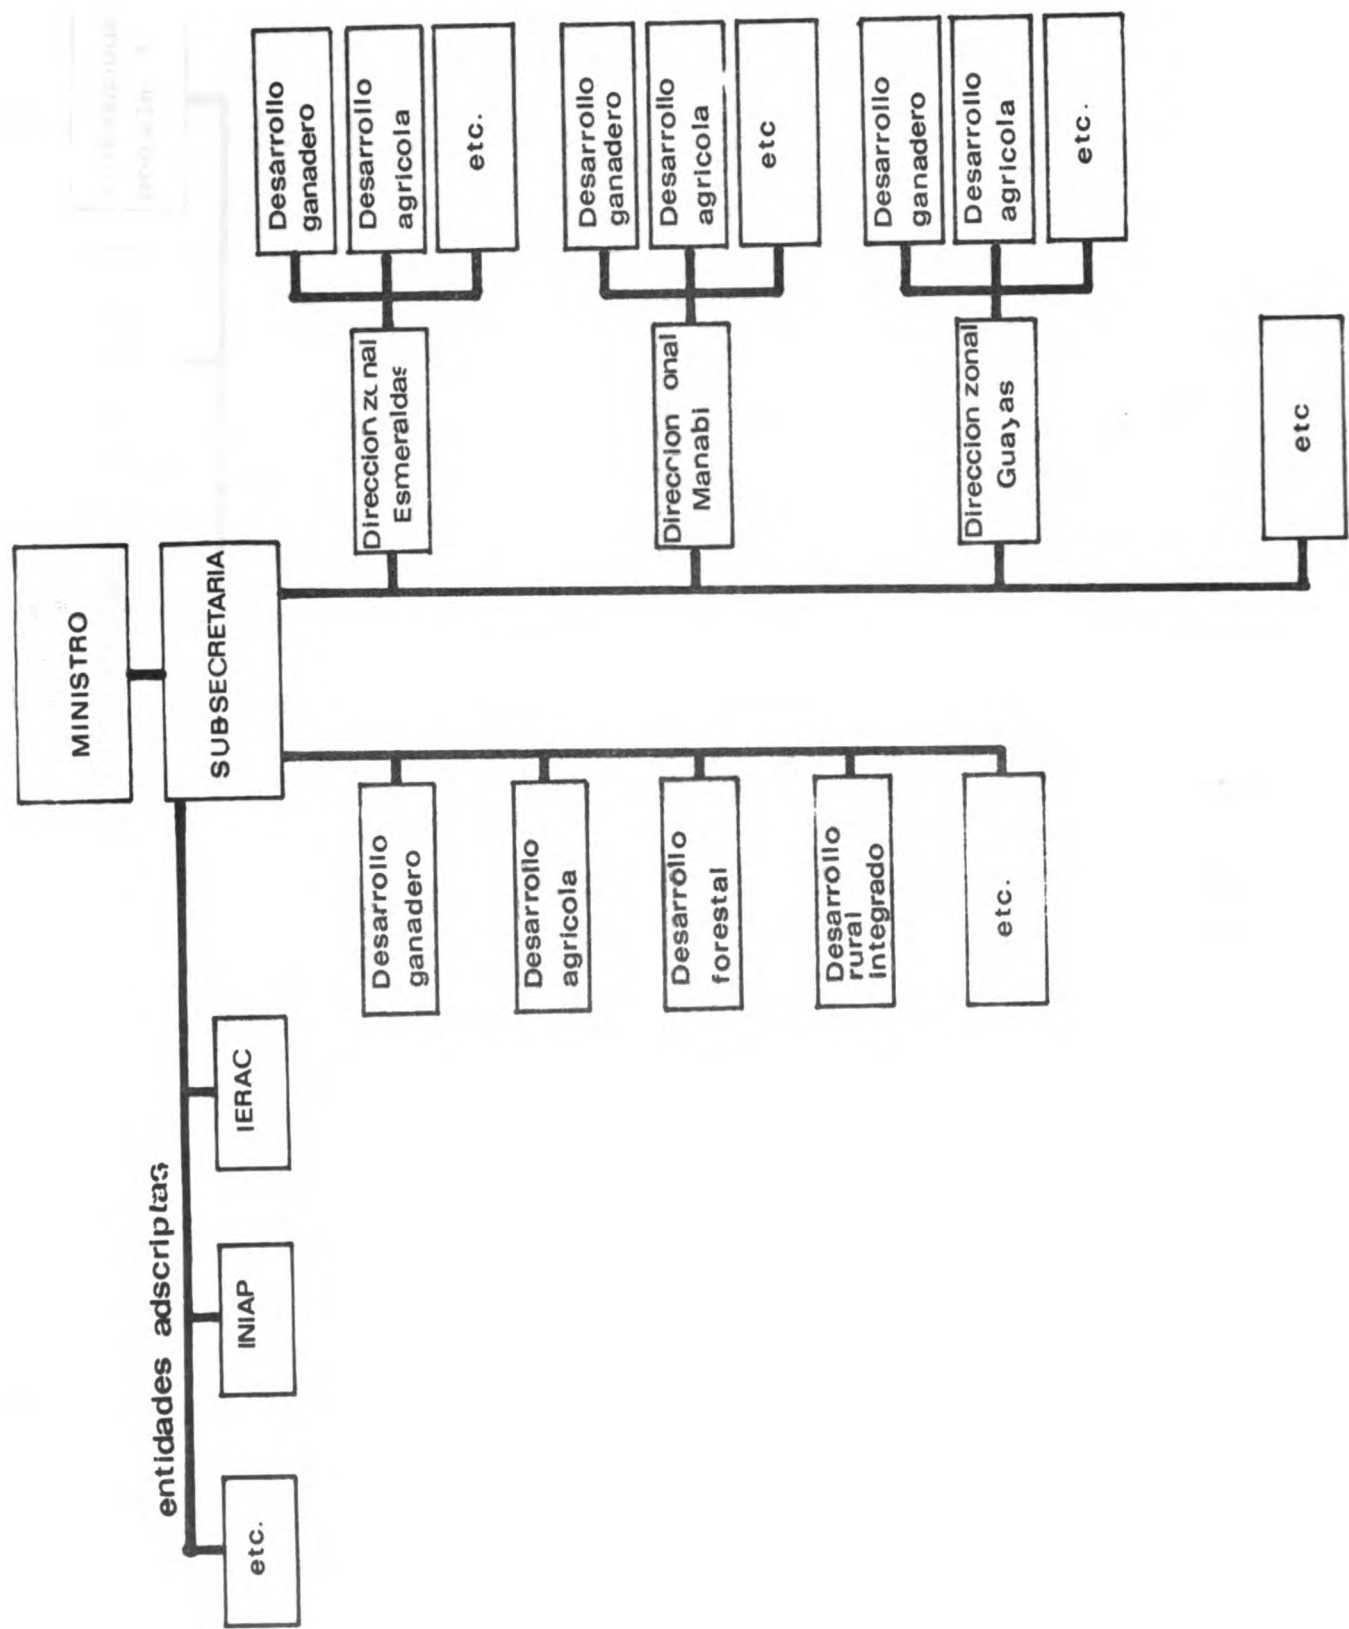 MINISTRO
SUBSECRETARIA
entidades adscriptas
etc.
INIAP
IERAC
Desarrollo
ganadero
Desarrollo
agricola
Desarrollo
forestal
Desarrollo
rural
integrado
etc.
Direccion zonal
Esmeraldas
Desarrollo
ganadero
Desarrollo
agricola
etc.
Direccion onal
Manabi
Desarrollo
ganadero
Desarrollo
agricola
etc
Direccion zonal
Guayas
Desarrollo
ganadero
Desarrollo
agricola
etc.
etc